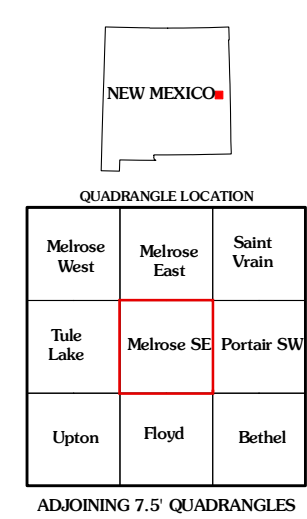 NEW MEXICO
QUADRANGLE LOCATION
Melrose
West
Melrose
East
Saint
Vrain
Tule
Lake
Melrose SE
Portair SW
Upton
Floyd
Bethel
ADJOINING 7.5' QUADRANGLES